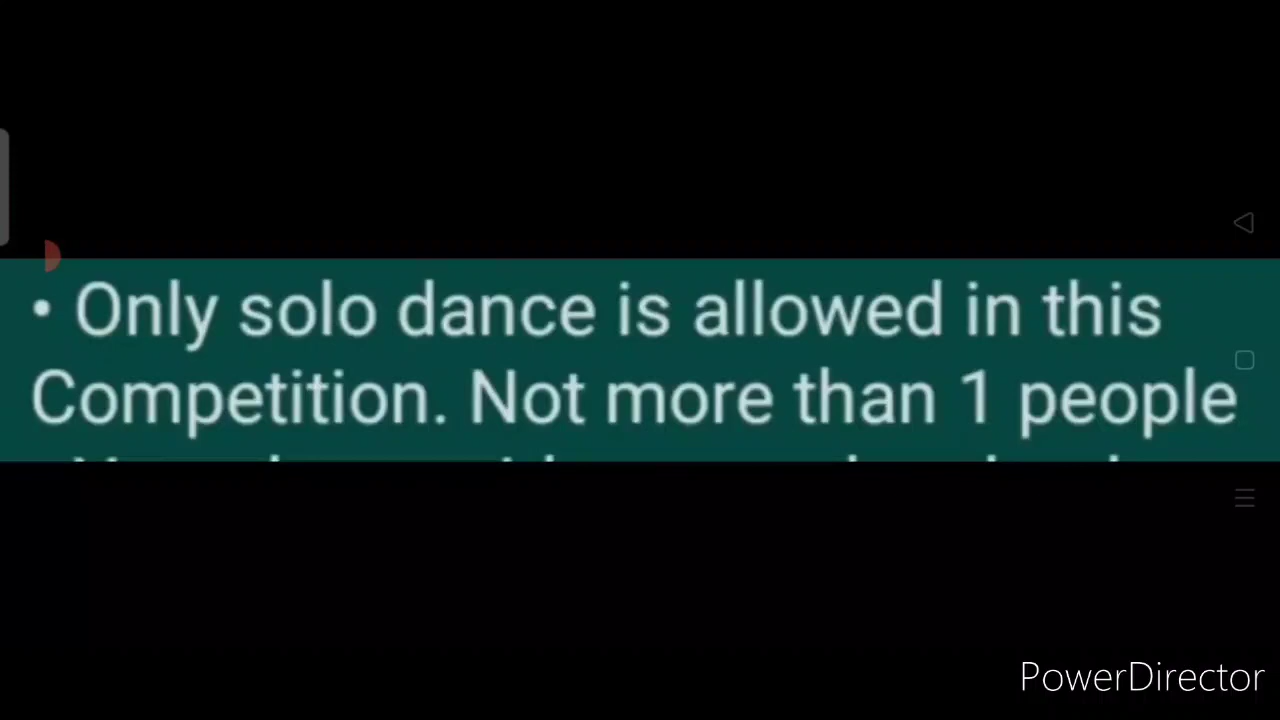 • Only solo dance is allowed in this
Competition. Not more than 1 people
PowerDirector